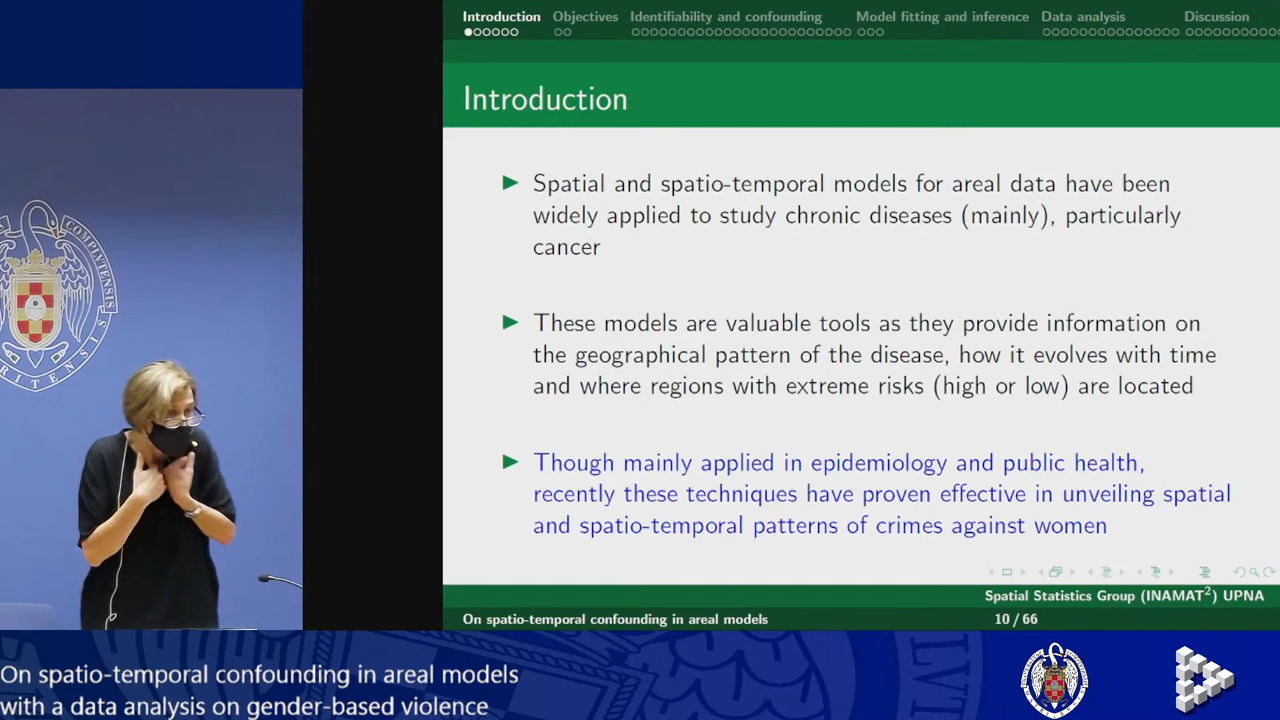 Introduction Objectives Identifiability and confounding Model fitting and inference Data analysis Discussion
Introduction
Spatial and spatio-temporal models for areal data have been
widely applied to study chronic diseases (mainly), particularly
cancer
These models are valuable tools as they provide information on
the geographical pattern of the disease, how it evolves with time
and where regions with extreme risks (high or low) are located
Though mainly applied in epidemiology and public health,
recently these techniques have proven effective in unveiling spatial
and spatio-temporal patterns of crimes against women
Spatial Statistics Group (INAMAT²) UPNA
On spatio-temporal confounding in areal models 10 / 66
On spatio-temporal confounding in areal models
with a data analysis on gender-based violence